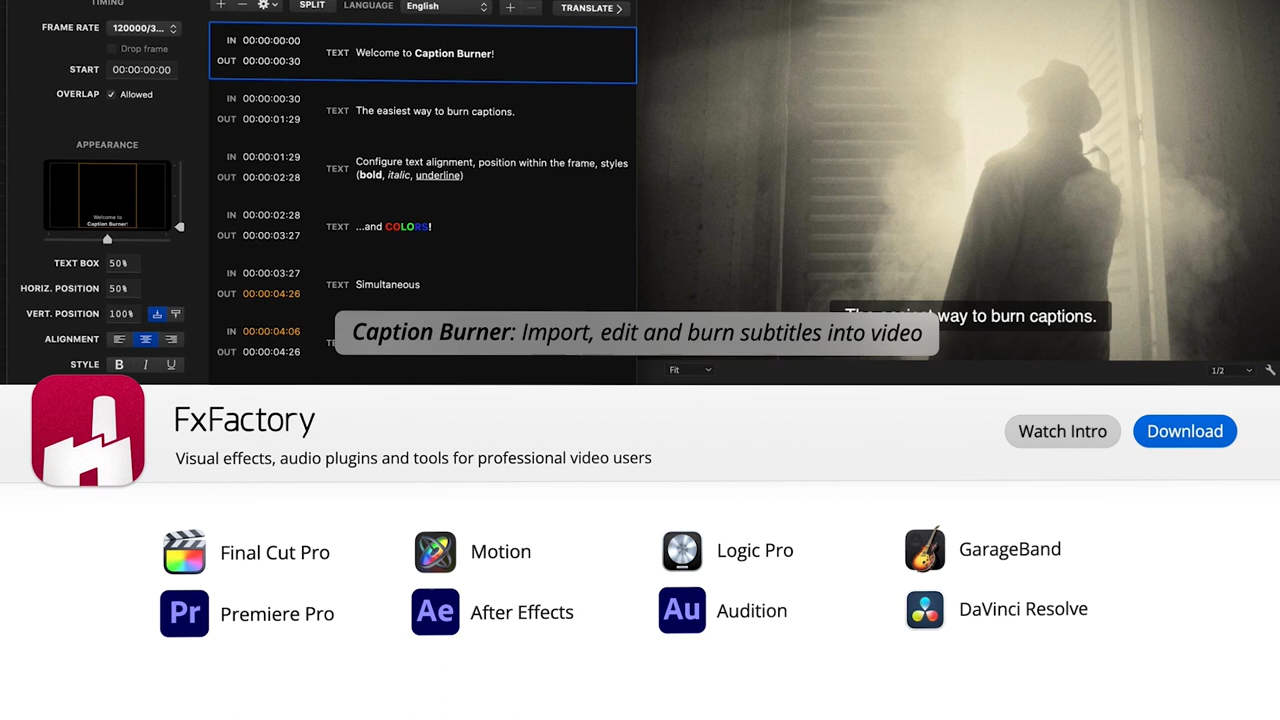 TIMING
FRAME RATE 120000/3...
Drop frame
START 00:00:00:00
OVERLAP Allowed
APPEARANCE
Welcome to
Caption Burner!
TEXT BOX 50%
HORIZ. POSITION 50%
VERT. POSITION 100%
ALIGNMENT
STYLE B I U
SPLIT LANGUAGE English TRANSLATE
IN 00:00:00:00
OUT 00:00:00:30
TEXT Welcome to Caption Burner!
IN 00:00:00:30
OUT 00:00:01:29
TEXT The easiest way to burn captions.
IN 00:00:01:29
OUT 00:00:02:28
TEXT Configure text alignment, position within the frame, styles
(bold, italic, underline)
IN 00:00:02:28
OUT 00:00:03:27
TEXT ...and COLORS!
IN 00:00:03:27
OUT 00:00:04:26
TEXT Simultaneous
IN 00:00:04:06
OUT 00:00:04:26
The easiest way to burn captions.
Caption Burner: Import, edit and burn subtitles into video
Fit
1/2
FxFactory
Visual effects, audio plugins and tools for professional video users
Watch Intro
Download
Final Cut Pro
Motion
Logic Pro
GarageBand
Pr Premiere Pro
Ae After Effects
Au Audition
DaVinci Resolve